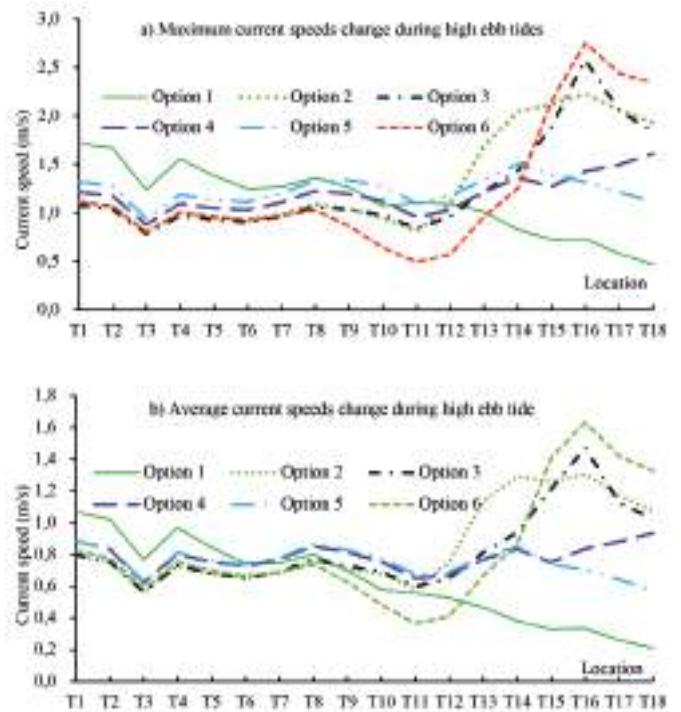 a) Maximum current speeds change during high ebb tides
3,0
2,5
2,0
1,5
1,0
0,5
0,0
Current speed (m/s)
Option 1 Option 2 Option 3
Option 4 Option 5 Option 6
Location
T1 T2 T3 T4 T5 T6 T7 T8 T9 T10 T11 T12 T13 T14 T15 T16 T17 T18
b) Average current speeds change during high ebb tide
1,8
1,6
1,4
1,2
1,0
0,8
0,6
0,4
0,2
0,0
Current speed (m/s)
Option 1 Option 2 Option 3
Option 4 Option 5 Option 6
Location
T1 T2 T3 T4 T5 T6 T7 T8 T9 T10 T11 T12 T13 T14 T15 T16 T17 T18